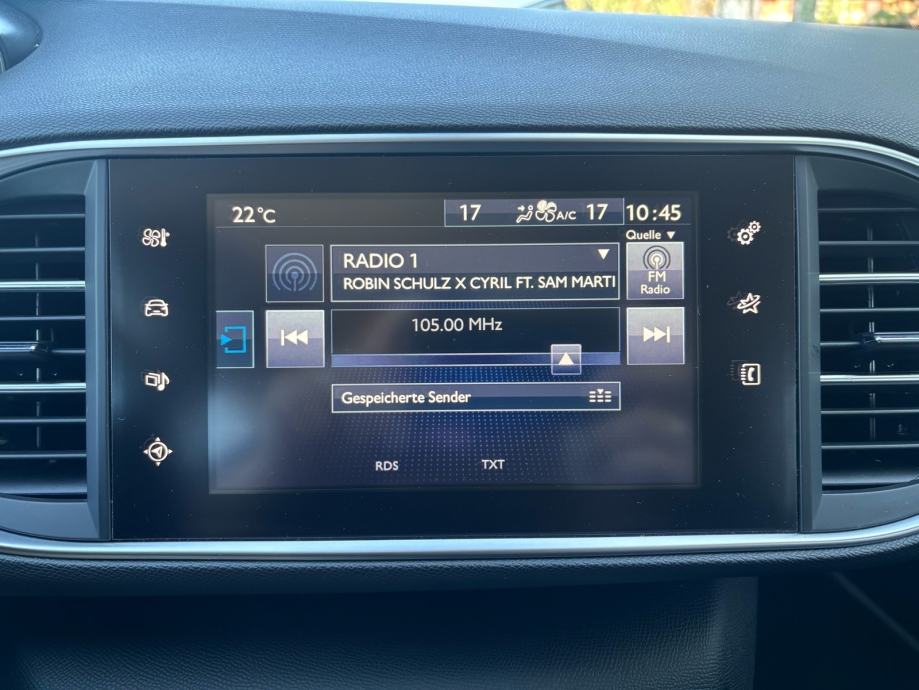 22°C
17 A/C 17
10:45
Quelle ▼
RADIO 1 ▼
ROBIN SCHULZ X CYRIL FT. SAM MARTI
FM
Radio
105.00 MHz
Gespeicherte Sender
RDS TXT